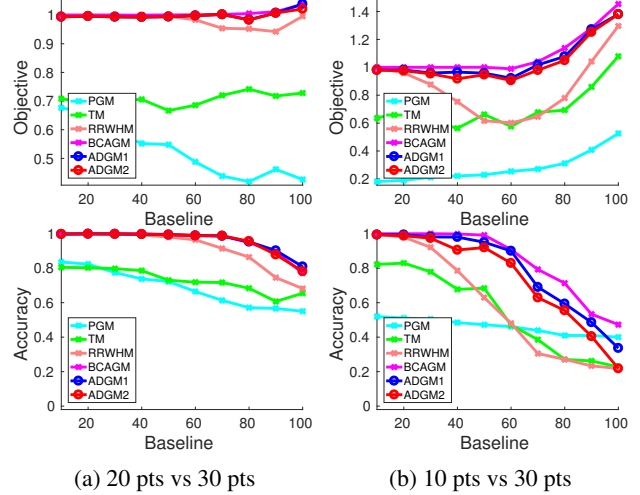 1
0.9
0.8
0.7
0.6
0.5
Objective
PGM
TM
RRWHM
BCAGM
ADGM1
ADGM2
20 40 60 80 100
Baseline
1.4
1.2
1
0.8
0.6
0.4
0.2
Objective
PGM
TM
RRWHM
BCAGM
ADGM1
ADGM2
20 40 60 80 100
Baseline
1
0.8
0.6
0.4
0.2
0
Accuracy
PGM
TM
RRWHM
BCAGM
ADGM1
ADGM2
20 40 60 80 100
Baseline
1
0.8
0.6
0.4
0.2
0
Accuracy
PGM
TM
RRWHM
BCAGM
ADGM1
ADGM2
20 40 60 80 100
Baseline
(a) 20 pts vs 30 pts
(b) 10 pts vs 30 pts